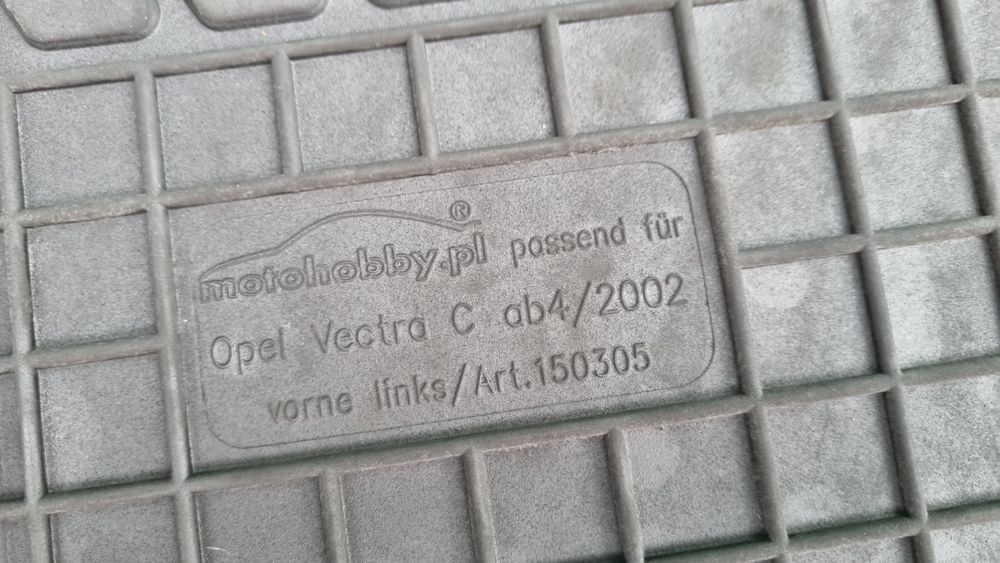 motohobby.pl® passend für
Opel Vectra C ab4/2002
vorne links/Art.150305